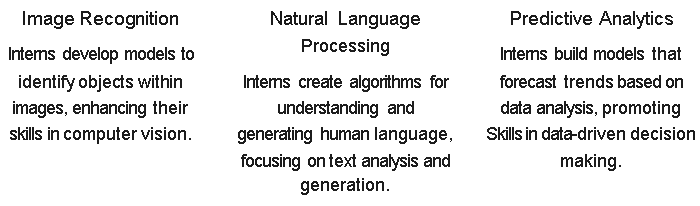 Image Recognition
Interns develop models to
identify objects within
images, enhancing their
skills in computer vision.
Natural Language
Processing
Interns create algorithms for
understanding and
generating human language,
focusing on text analysis and
generation.
Predictive Analytics
Interns build models that
forecast trends based on
data analysis, promoting
Skills in data-driven decision
making.